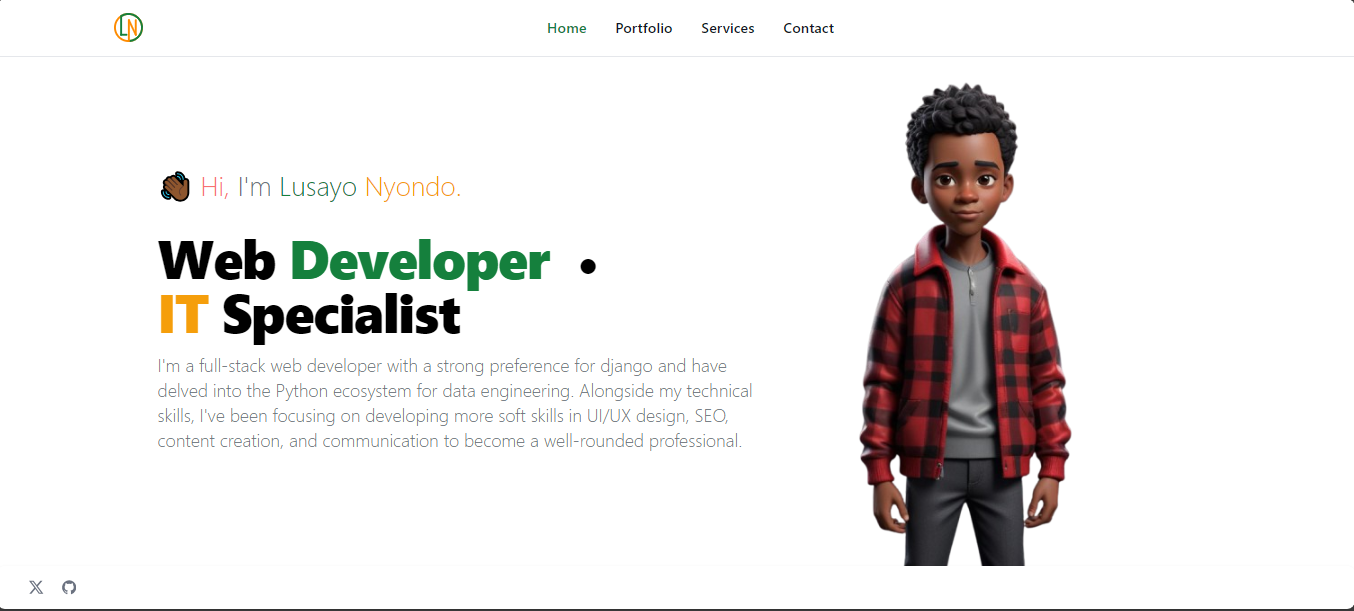 LN
Home Portfolio Services Contact
👋🏾 Hi, I'm Lusayo Nyondo.
Web Developer •
IT Specialist
I'm a full-stack web developer with a strong preference for django and have
delved into the Python ecosystem for data engineering. Alongside my technical
skills, I've been focusing on developing more soft skills in UI/UX design, SEO,
content creation, and communication to become a well-rounded professional.